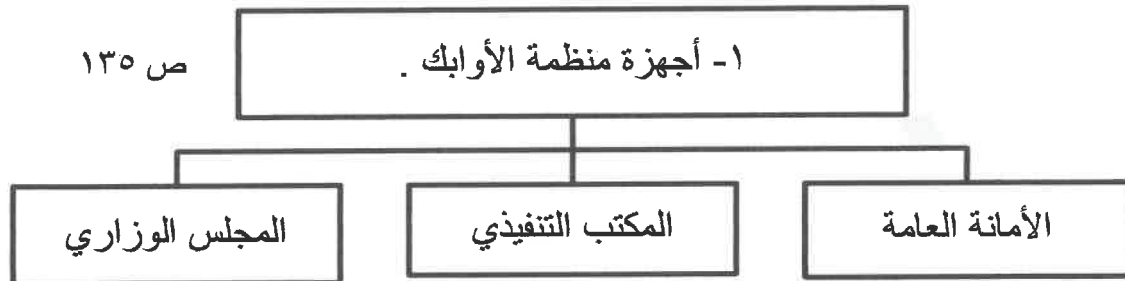 ١- أجهزة منظمة الأوابك .
ص ١٣٥
الأمانة العامة
المكتب التنفيذي
المجلس الوزاري